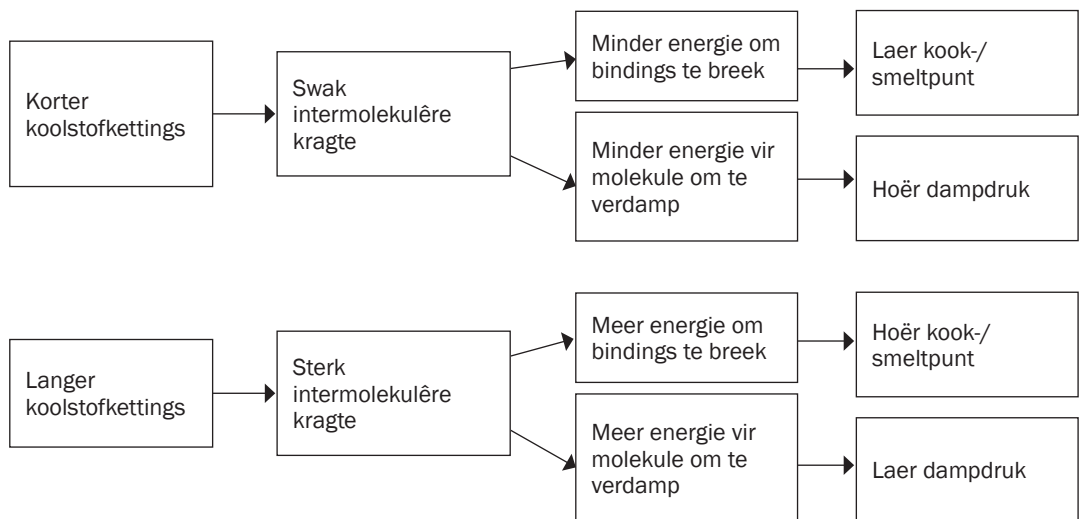 Korter
koolstofkettings
Swak
intermolekulêre
kragte
Minder energie om
bindings te breek
Laer kook-/
smeltpunt
Minder energie vir
molekule om te
verdamp
Hoër dampdruk
Langer
koolstofkettings
Sterk
intermolekulêre
kragte
Meer energie om
bindings te breek
Hoër kook-/
smeltpunt
Meer energie vir
molekule om te
verdamp
Laer dampdruk